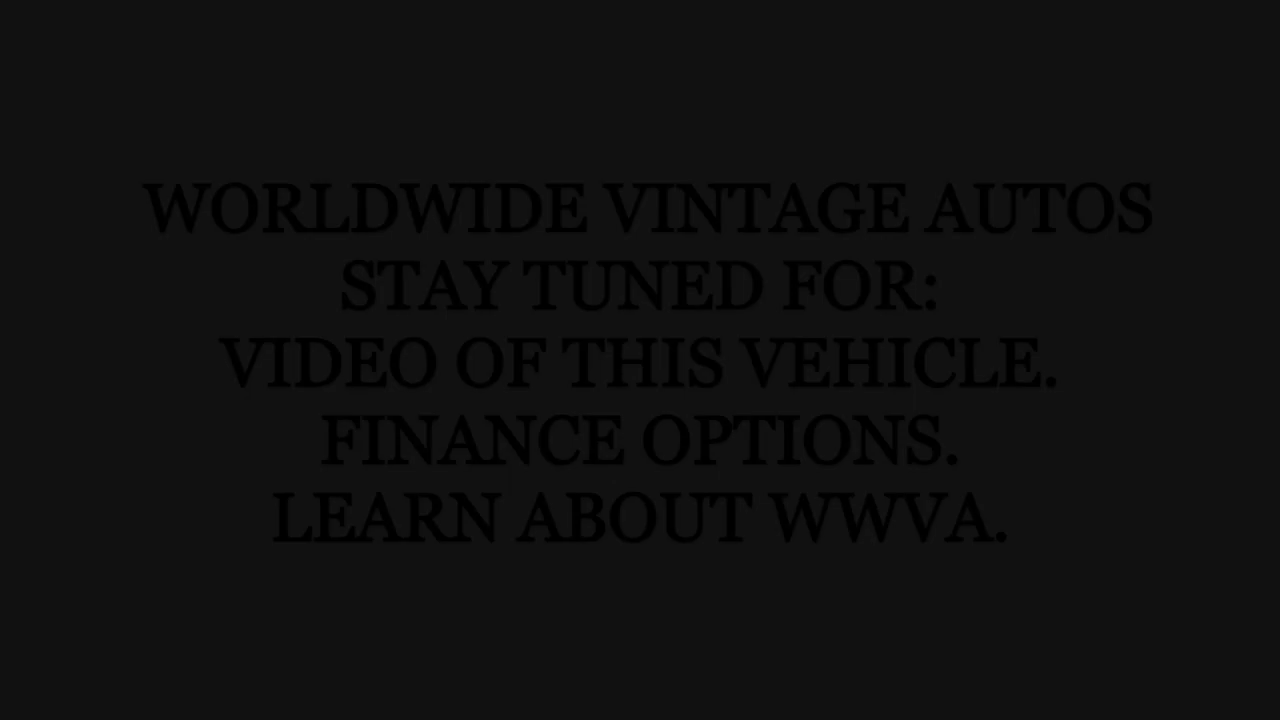 WORLDWIDE VINTAGE AUTOS
STAY TUNED FOR:
VIDEO OF THIS VEHICLE.
FINANCE OPTIONS.
LEARN ABOUT WWVA.